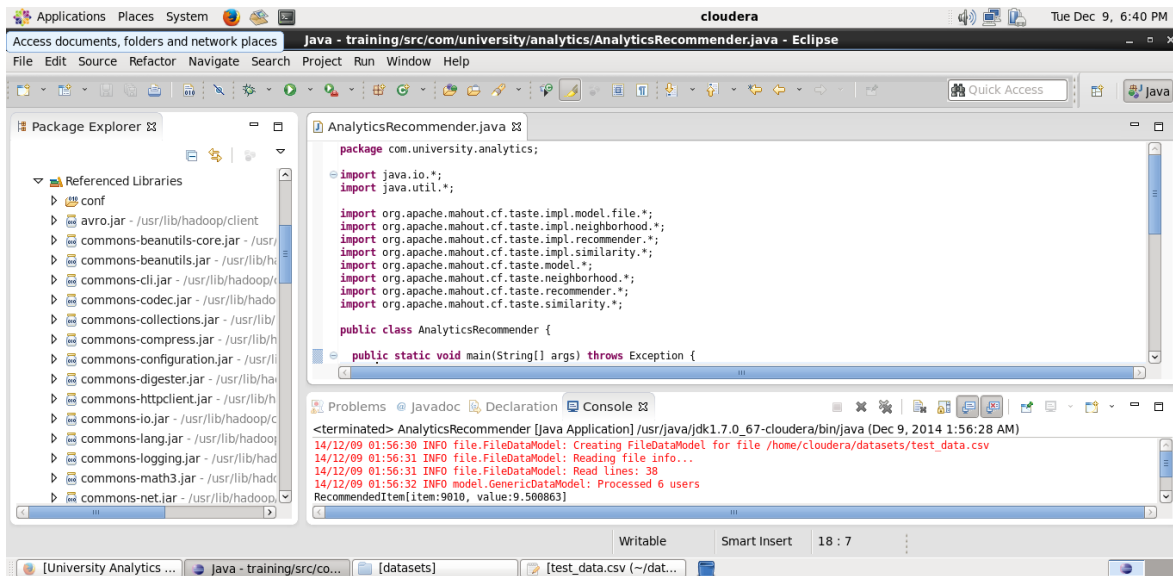 Applications Places System cloudera Tue Dec 9, 6:40 PM
Access documents, folders and network places
Java - training/src/com/university/analytics/AnalyticsRecommender.java - Eclipse
File Edit Source Refactor Navigate Search Project Run Window Help
Quick Access Java
Package Explorer
Referenced Libraries
conf
avro.jar - /usr/lib/hadoop/client
commons-beanutils-core.jar - /usr/
commons-beanutils.jar - /usr/lib/ha
commons-cli.jar - /usr/lib/hadoop/c
commons-codec.jar - /usr/lib/hado
commons-collections.jar - /usr/lib/
commons-compress.jar - /usr/lib/h
commons-configuration.jar - /usr/li
commons-digester.jar - /usr/lib/had
commons-httpclient.jar - /usr/lib/h
commons-io.jar - /usr/lib/hadoop/c
commons-lang.jar - /usr/lib/hadoop
commons-logging.jar - /usr/lib/had
commons-math3.jar - /usr/lib/hado
commons-net.jar - /usr/lib/hadoop/
AnalyticsRecommender.java
package com.university.analytics;
import java.io.*;
import java.util.*;
import org.apache.mahout.cf.taste.impl.model.file.*;
import org.apache.mahout.cf.taste.impl.neighborhood.*;
import org.apache.mahout.cf.taste.impl.recommender.*;
import org.apache.mahout.cf.taste.impl.similarity.*;
import org.apache.mahout.cf.taste.model.*;
import org.apache.mahout.cf.taste.neighborhood.*;
import org.apache.mahout.cf.taste.recommender.*;
import org.apache.mahout.cf.taste.similarity.*;
public class AnalyticsRecommender {
public static void main(String[] args) throws Exception {
Problems @ Javadoc Declaration Console
<terminated> AnalyticsRecommender [Java Application] /usr/java/jdk1.7.0_67-cloudera/bin/java (Dec 9, 2014 1:56:28 AM)
14/12/09 01:56:30 INFO file.FileDataModel: Creating FileDataModel for file /home/cloudera/datasets/test_data.csv
14/12/09 01:56:31 INFO file.FileDataModel: Reading file info...
14/12/09 01:56:31 INFO file.FileDataModel: Read lines: 38
14/12/09 01:56:32 INFO model.GenericDataModel: Processed 6 users
RecommendedItem[item:9010, value:9.500863]
Writable Smart Insert 18 : 7
[University Analytics ... Java - training/src/co... [datasets] [test_data.csv (~/dat...